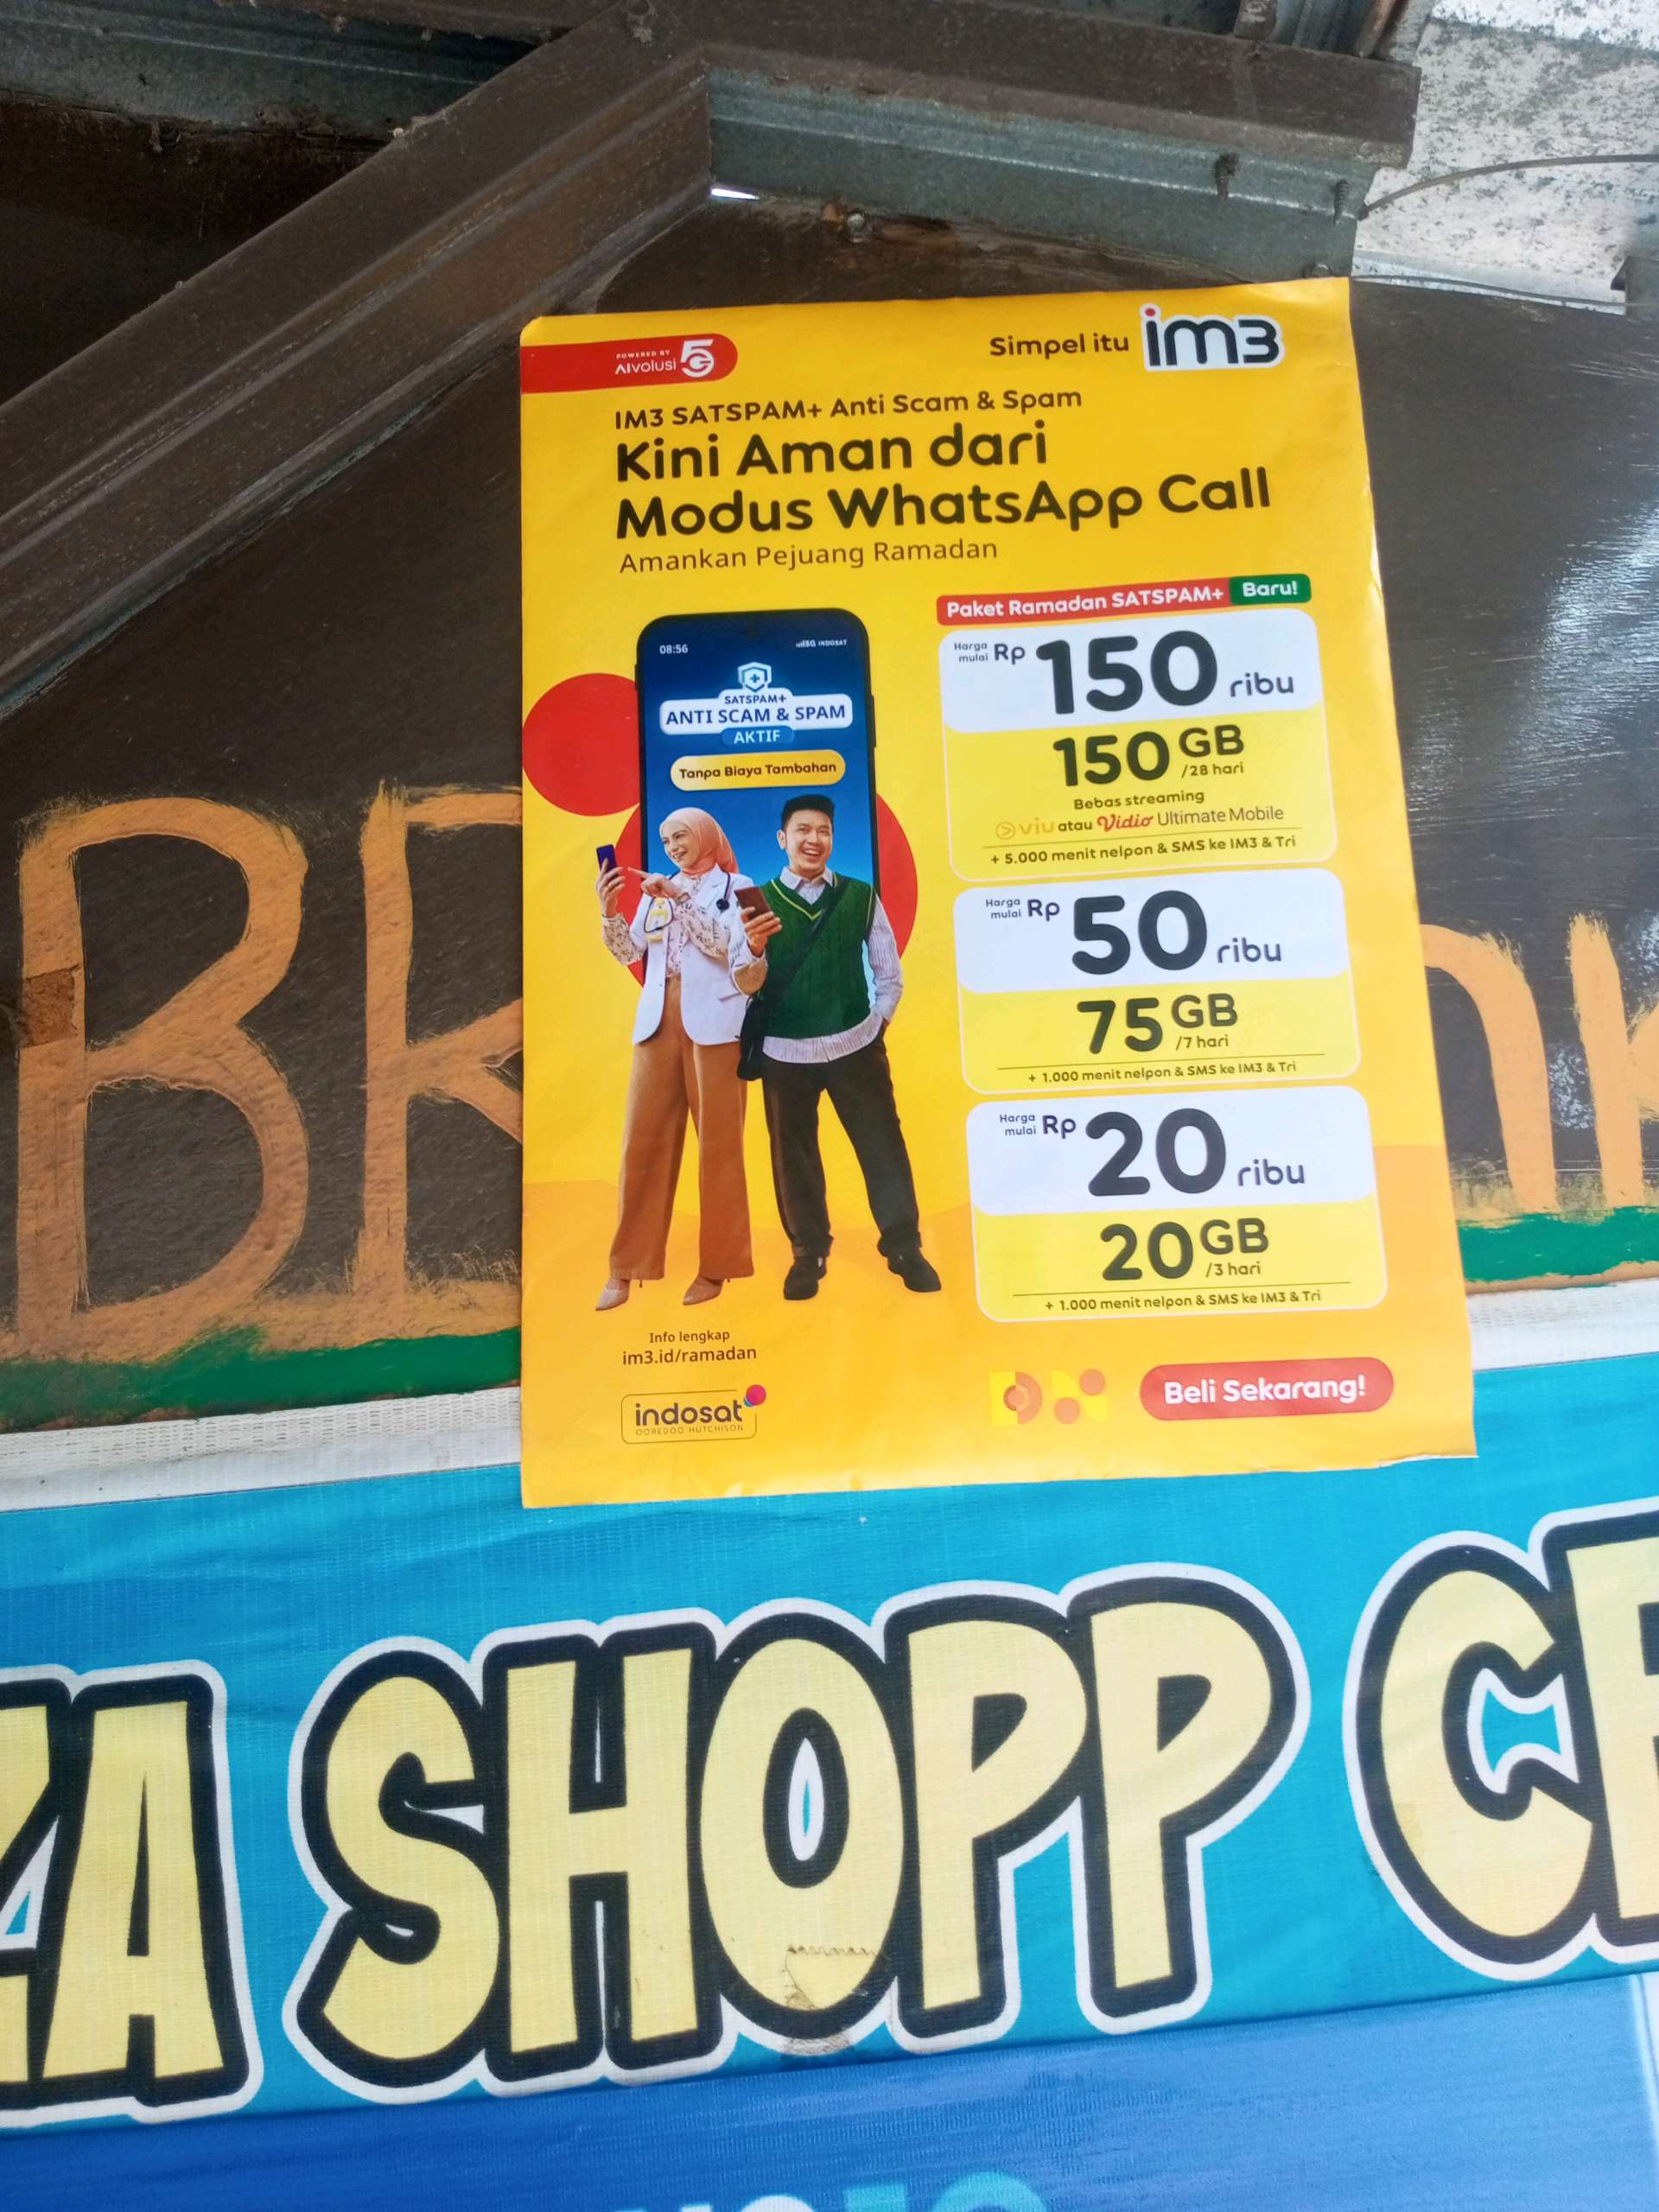 POWERED BY
AIvolusi 5G
Simpel itu im3
IM3 SATSPAM+ Anti Scam & Spam
Kini Aman dari
Modus WhatsApp Call
Amankan Pejuang Ramadan
08:56
5G INDOSAT
SATSPAM+
ANTI SCAM & SPAM
AKTIF
Tanpa Biaya Tambahan
Paket Ramadan SATSPAM+ Baru!
Harga mulai Rp 150 ribu
150 GB /28 hari
Bebas streaming
viu atau Vidio Ultimate Mobile
+ 5.000 menit nelpon & SMS ke IM3 & Tri
Harga mulai Rp 50 ribu
75 GB /7 hari
+ 1.000 menit nelpon & SMS ke IM3 & Tri
Harga mulai Rp 20 ribu
20 GB /3 hari
+ 1.000 menit nelpon & SMS ke IM3 & Tri
Info lengkap
im3.id/ramadan
indosat
OOREDOO HUTCHISON
Beli Sekarang!
SHOPP